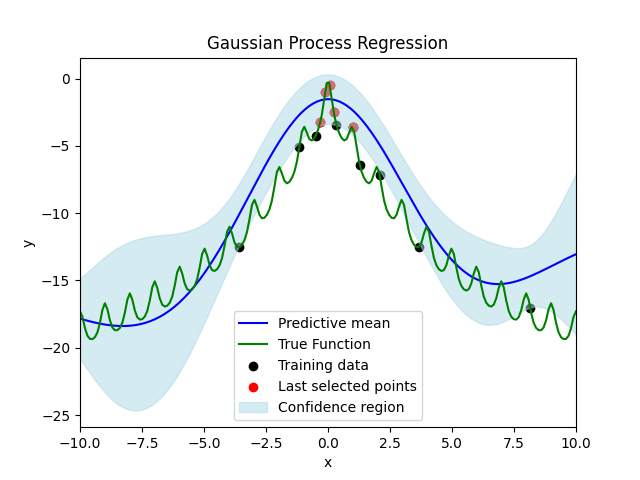 Gaussian Process Regression
y
0
−5
−10
−15
−20
−25
Predictive mean
True Function
Training data
Last selected points
Confidence region
−10.0 −7.5 −5.0 −2.5 0.0 2.5 5.0 7.5 10.0
x